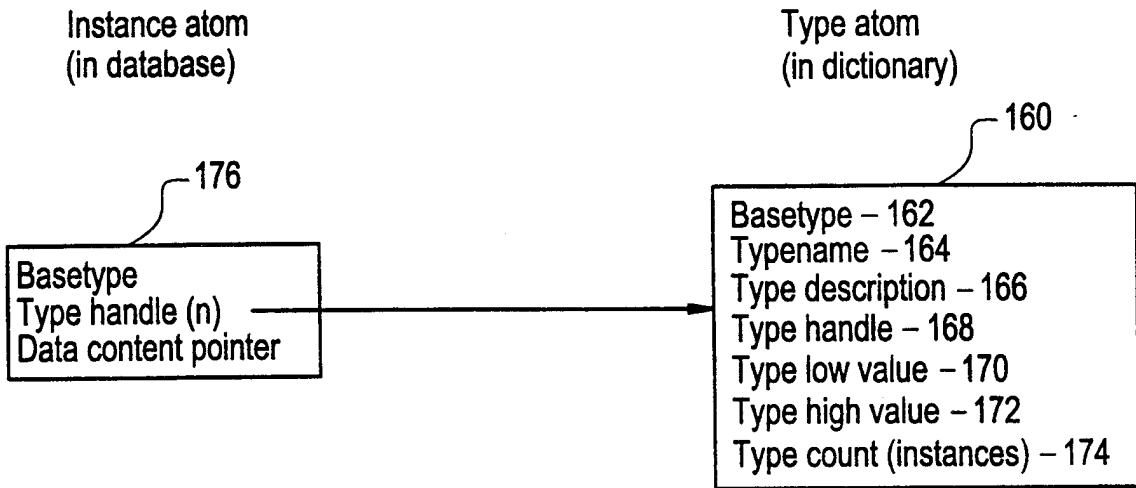 Instance atom
(in database)
Type atom
(in dictionary)
176
160
Basetype
Type handle (n)
Data content pointer
Basetype – 162
Typename – 164
Type description – 166
Type handle – 168
Type low value – 170
Type high value – 172
Type count (instances) – 174